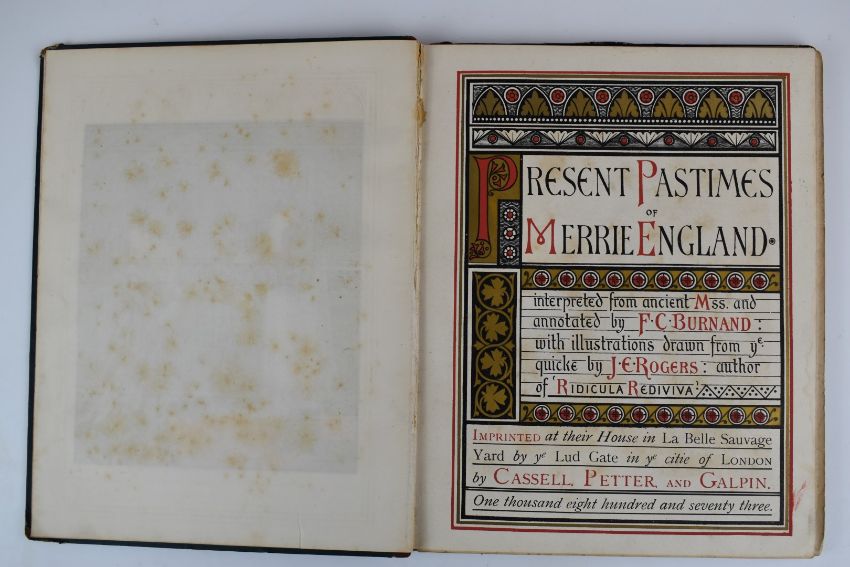 PRESENT PASTIMES
OF
MERRIE ENGLAND
interpreted from ancient Mss. and
annotated by F. C. BURNAND:
with illustrations drawn from ye
quicke by J. E. ROGERS: author
of 'RIDICULA REDIVIVA'
IMPRINTED at their House in La Belle Sauvage
Yard by ye Lud Gate in ye citie of LONDON
by CASSELL, PETTER, AND GALPIN.
One thousand eight hundred and seventy three.